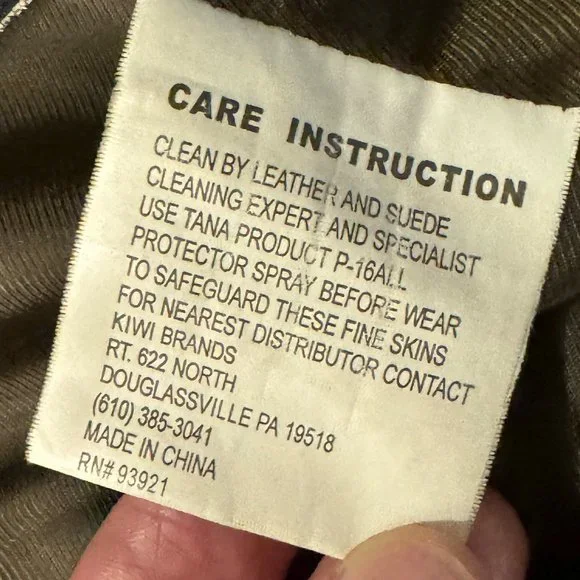 CARE INSTRUCTION
CLEAN BY LEATHER AND SUEDE
CLEANING EXPERT AND SPECIALIST
USE TANA PRODUCT P-16ALL
PROTECTOR SPRAY BEFORE WEAR
TO SAFEGUARD THESE FINE SKINS
FOR NEAREST DISTRIBUTOR CONTACT
KIWI BRANDS
RT. 622 NORTH
DOUGLASSVILLE PA 19518
(610) 385-3041
MADE IN CHINA
RN# 93921